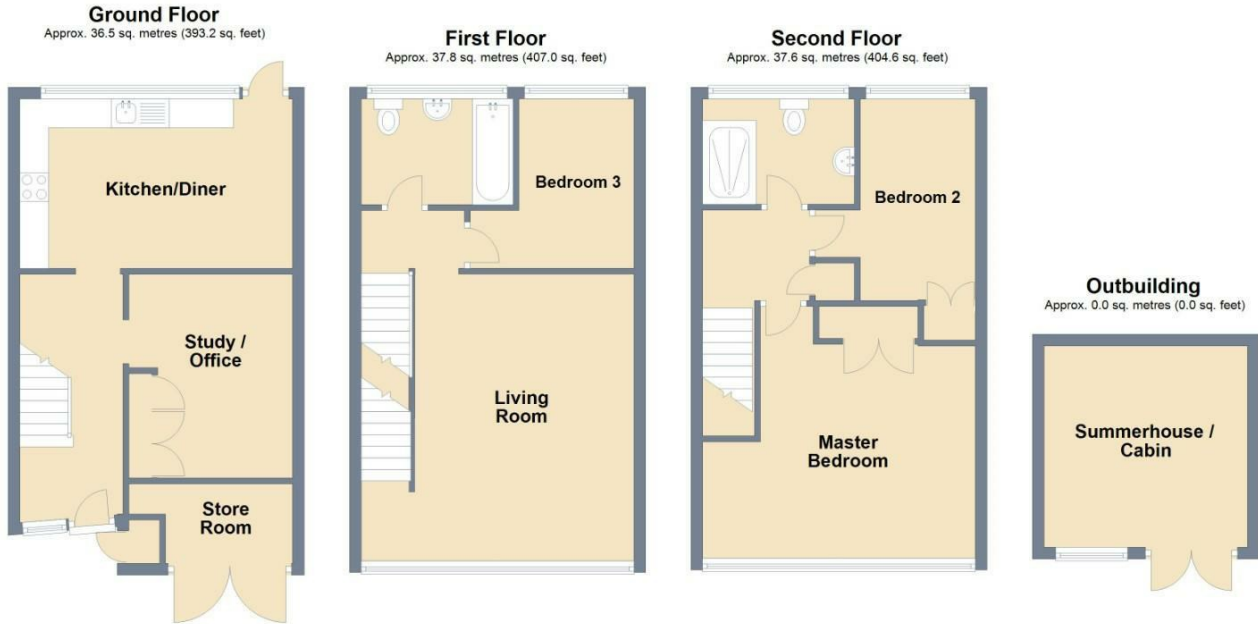 Ground Floor
Approx. 36.5 sq. metres (393.2 sq. feet)
Kitchen/Diner
Study /
Office
Store
Room
First Floor
Approx. 37.8 sq. metres (407.0 sq. feet)
Bedroom 3
Living
Room
Second Floor
Approx. 37.6 sq. metres (404.6 sq. feet)
Bedroom 2
Master
Bedroom
Outbuilding
Approx. 0.0 sq. metres (0.0 sq. feet)
Summerhouse /
Cabin